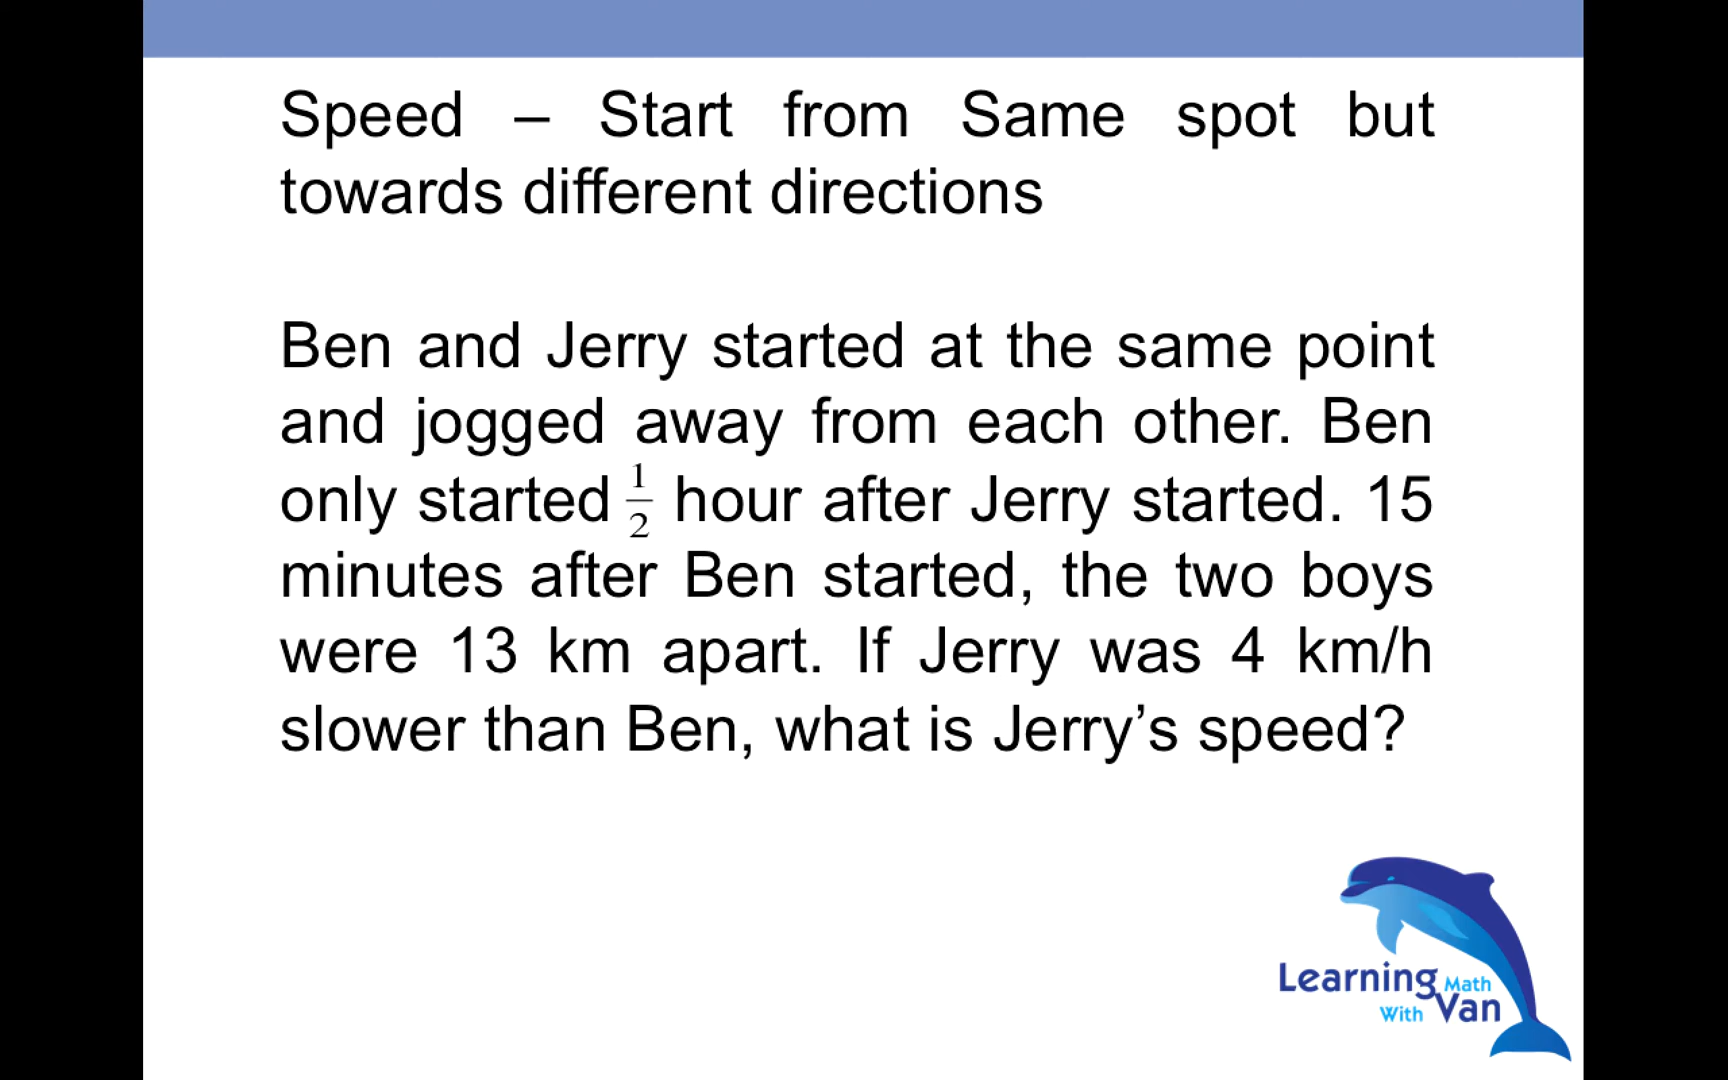 Speed – Start from Same spot but
towards different directions
Ben and Jerry started at the same point
and jogged away from each other. Ben
only started 1/2 hour after Jerry started. 15
minutes after Ben started, the two boys
were 13 km apart. If Jerry was 4 km/h
slower than Ben, what is Jerry’s speed?
Learning Math
With Van